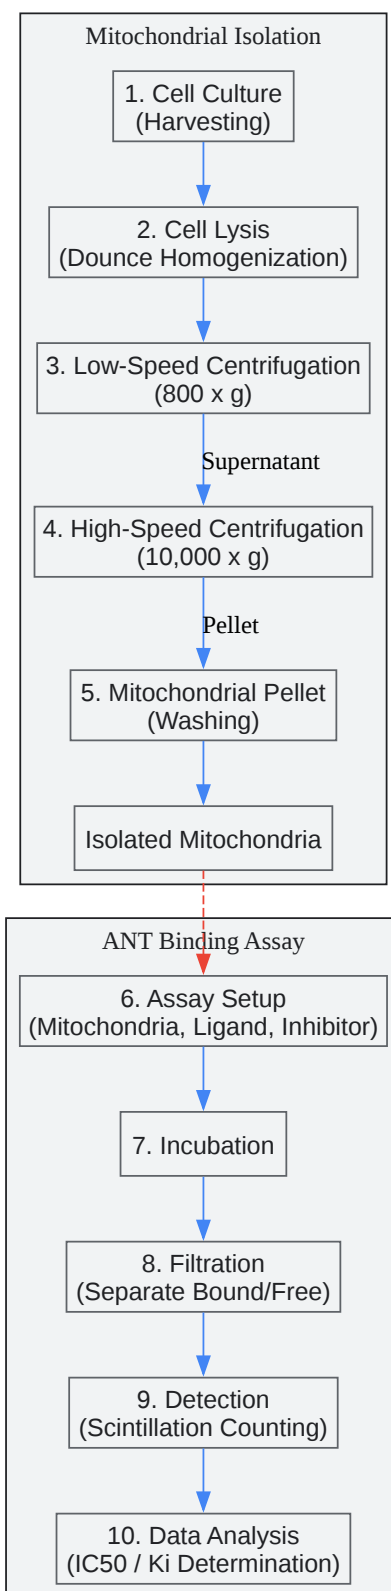 Mitochondrial Isolation
1. Cell Culture
(Harvesting)
2. Cell Lysis
(Dounce Homogenization)
3. Low-Speed Centrifugation
(800 x g)
Supernatant
4. High-Speed Centrifugation
(10,000 x g)
Pellet
5. Mitochondrial Pellet
(Washing)
Isolated Mitochondria
ANT Binding Assay
6. Assay Setup
(Mitochondria, Ligand, Inhibitor)
7. Incubation
8. Filtration
(Separate Bound/Free)
9. Detection
(Scintillation Counting)
10. Data Analysis
(IC50 / Ki Determination)